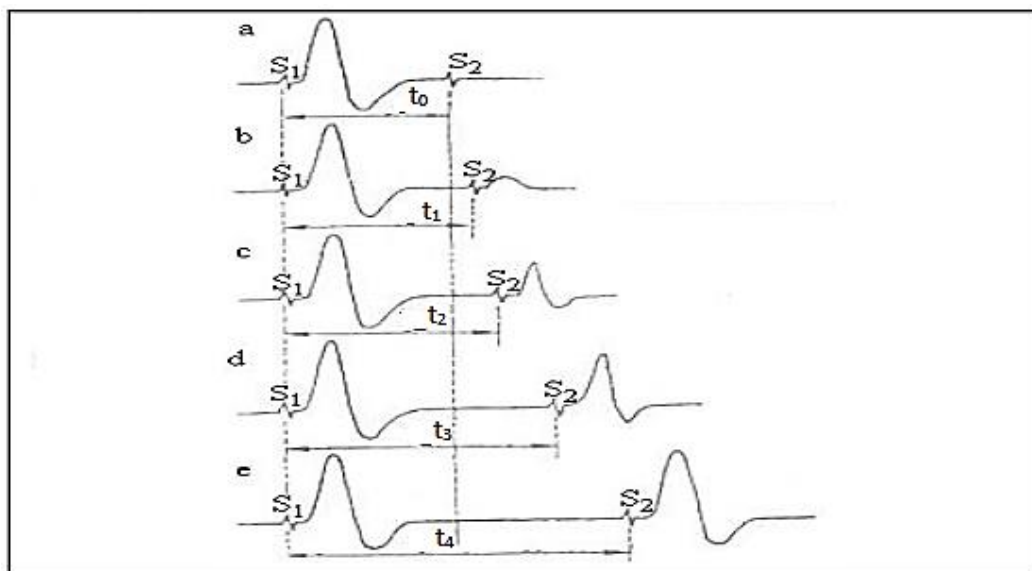 a
S₁ S₂
t₀
b
S₁ S₂
t₁
c
S₁ S₂
t₂
d
S₁ S₂
t₃
e
S₁ S₂
t₄